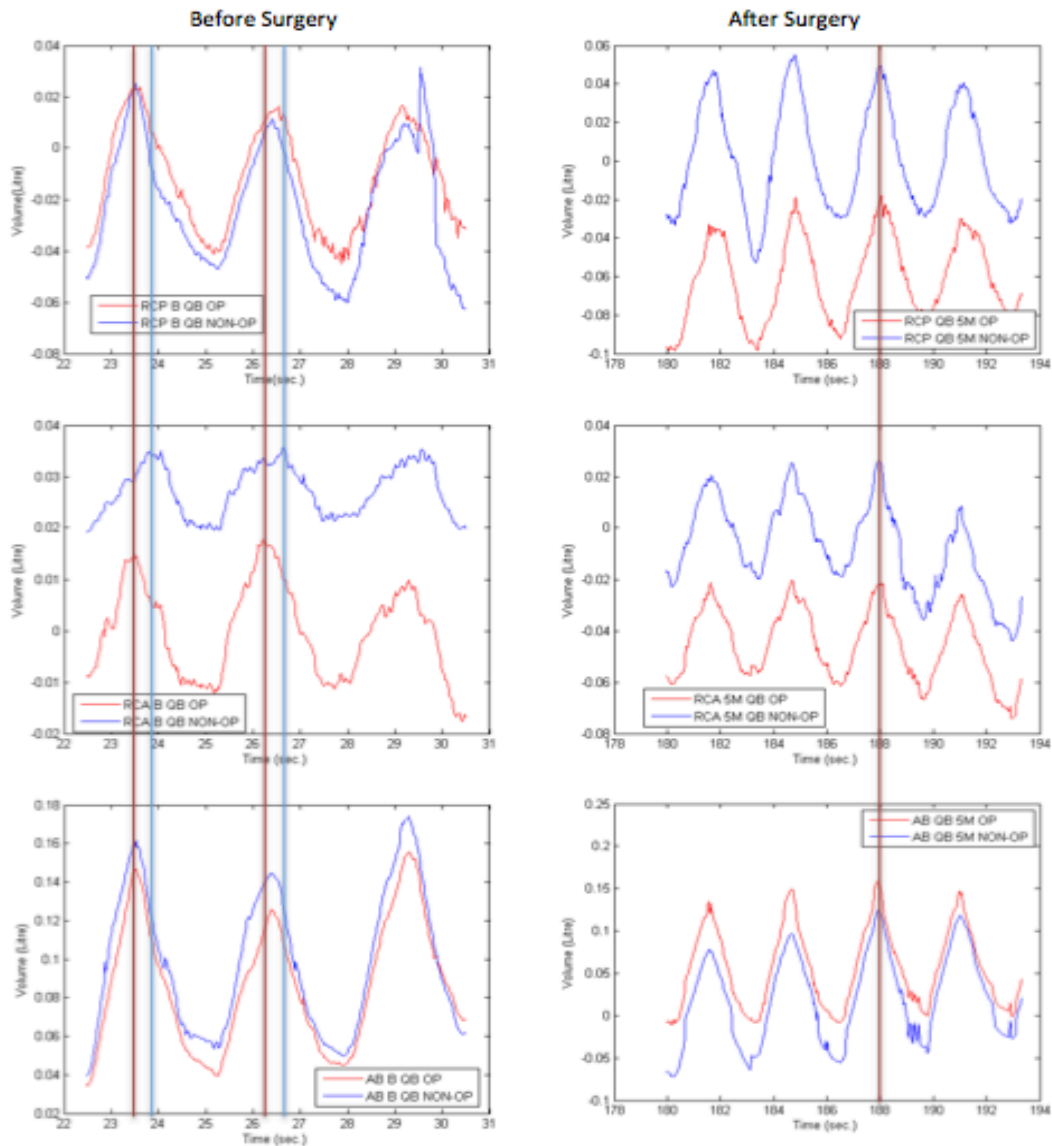 Before Surgery
After Surgery
0.04
0.02
0
-0.02
-0.04
-0.06
-0.08
Volume(Litre)
RCP B QB OP
RCP B QB NON-OP
22 23 24 25 26 27 28 29 30 31
Time(sec.)
0.06
0.04
0.02
0
-0.02
-0.04
-0.06
-0.08
-0.1
Volume (Litre)
RCP QB 5M OP
RCP QB 5M NON-OP
178 180 182 184 186 188 190 192 194
Time (sec.)
0.04
0.03
0.02
0.01
0
-0.01
-0.02
Volume (Litre)
RCA B QB OP
RCA B QB NON-OP
22 23 24 25 26 27 28 29 30 31
Time (sec.)
0.04
0.02
0
-0.02
-0.04
-0.06
-0.08
Volume (Litre)
RCA 5M QB OP
RCA 5M QB NON-OP
178 180 182 184 186 188 190 192 194
Time (sec.)
0.18
0.16
0.14
0.12
0.1
0.08
0.06
0.04
0.02
Volume (Litre)
AB B QB OP
AB B QB NON-OP
22 23 24 25 26 27 28 29 30 31
Time (sec.)
0.25
0.2
0.15
0.1
0.05
0
-0.05
-0.1
Volume (Litre)
AB QB 5M OP
AB QB 5M NON-OP
178 180 182 184 186 188 190 192 194
Time (sec.)